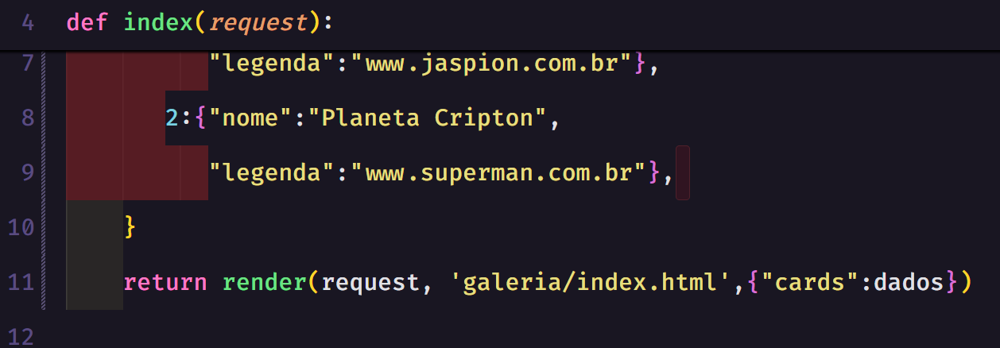 4 def index(request):
7 "legenda":"www.jaspion.com.br"},
8 2:{"nome":"Planeta Cripton",
9 "legenda":"www.superman.com.br"},
10 }
11 return render(request, 'galeria/index.html',{"cards":dados})
12